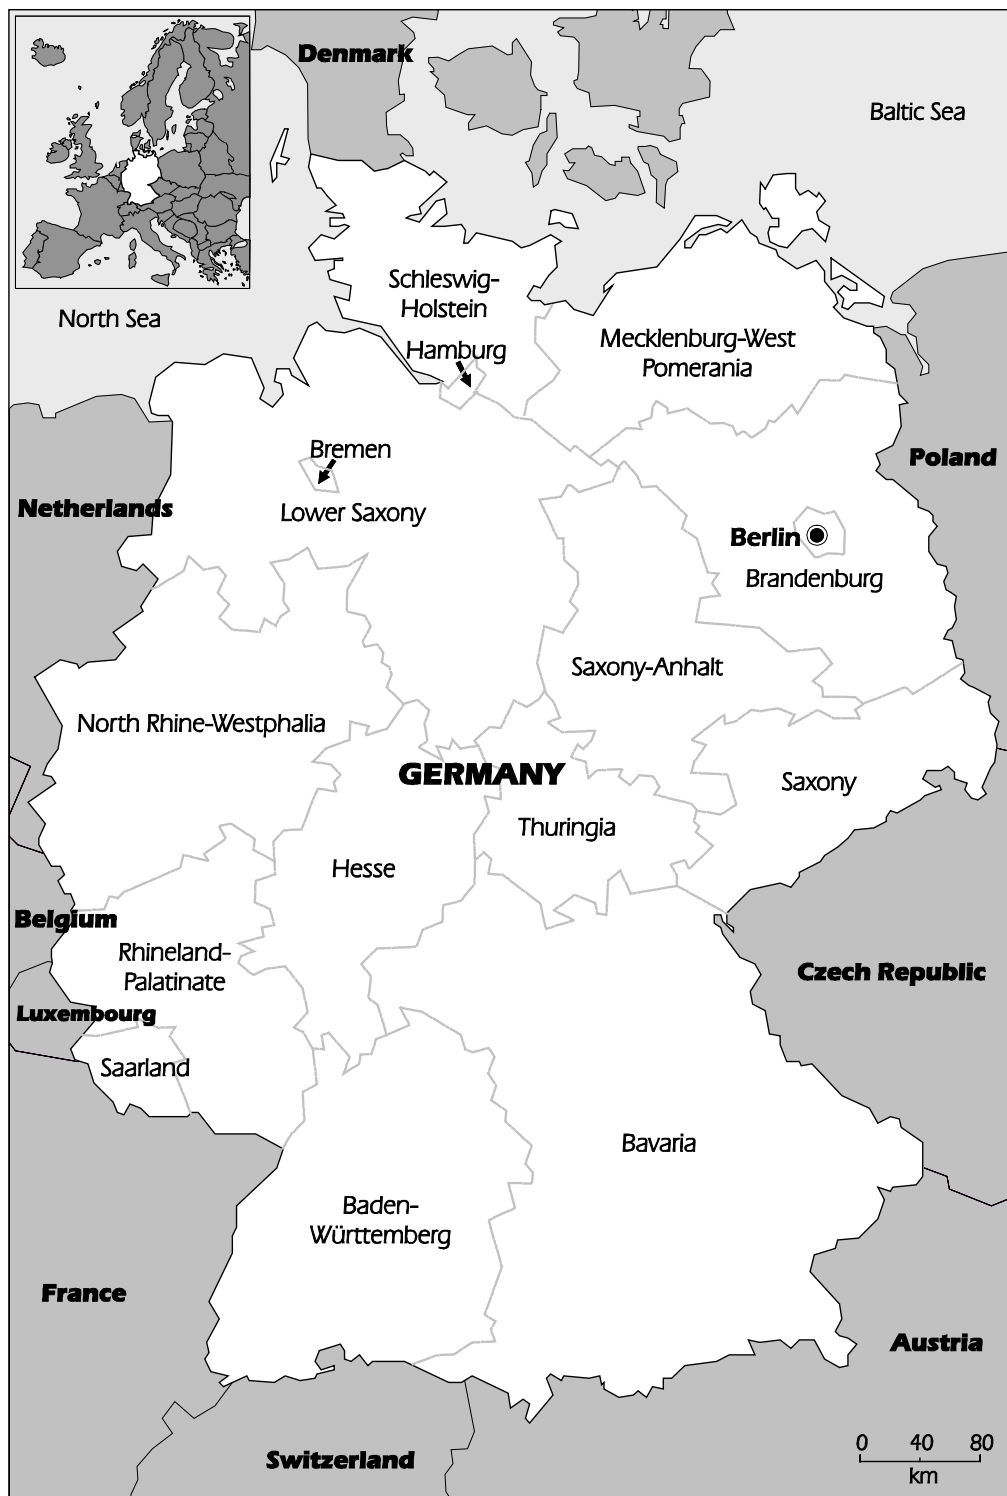 Denmark
Baltic Sea
Schleswig-
Holstein
North Sea
Mecklenburg-West
Pomerania
Hamburg
Bremen
Poland
Netherlands
Lower Saxony
Berlin
Brandenburg
Saxony-Anhalt
North Rhine-Westphalia
GERMANY
Saxony
Thuringia
Hesse
Belgium
Rhineland-
Palatinate
Czech Republic
Luxembourg
Saarland
Bavaria
Baden-
Württemberg
France
Austria
Switzerland
0 40 80
km